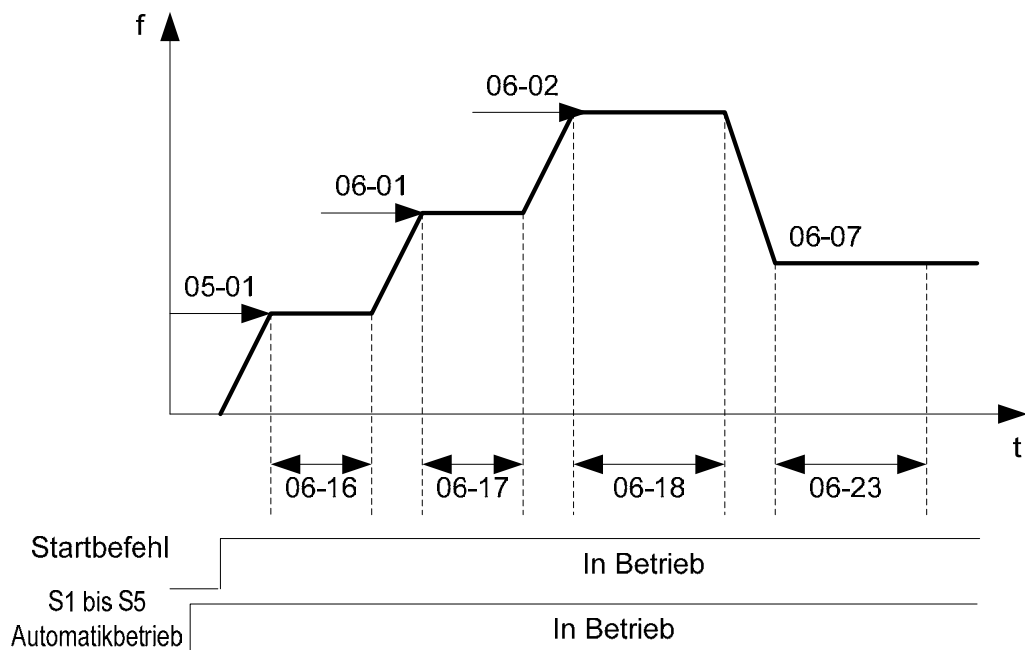 f
06-02
06-01
06-07
05-01
t
06-16
06-17
06-18
06-23
Startbefehl
In Betrieb
S1 bis S5
Automatikbetrieb
In Betrieb